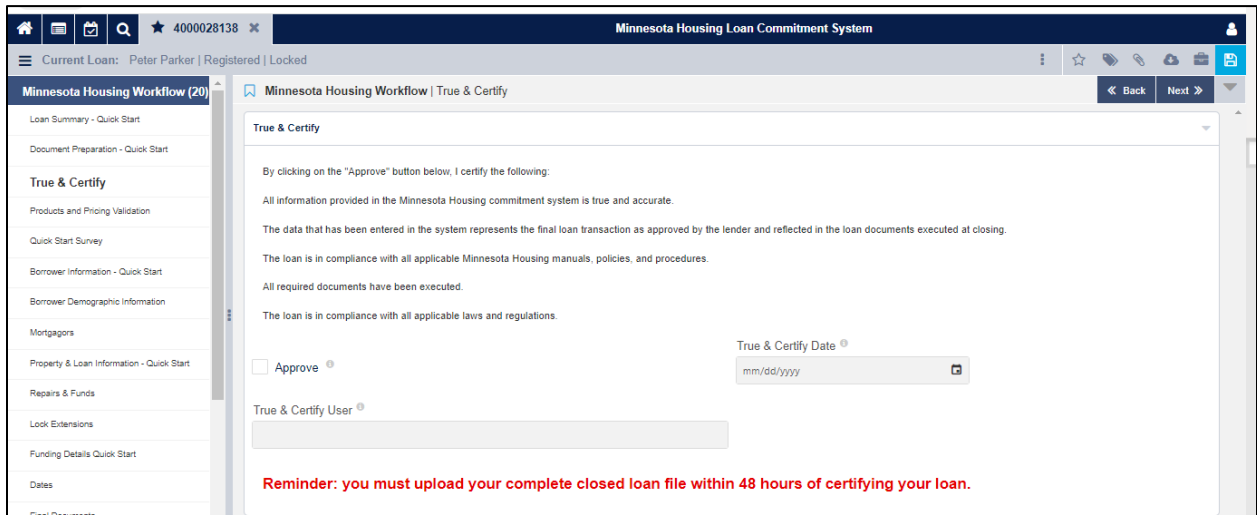 4000028138
Minnesota Housing Loan Commitment System
Current Loan: Peter Parker | Registered | Locked
Minnesota Housing Workflow (20)
Minnesota Housing Workflow | True & Certify
Back
Next
Loan Summary - Quick Start
Document Preparation - Quick Start
True & Certify
Products and Pricing Validation
Quick Start Survey
Borrower Information - Quick Start
Borrower Demographic Information
Mortgagors
Property & Loan Information - Quick Start
Repairs & Funds
Lock Extensions
Funding Details Quick Start
Dates
Final Documents
True & Certify
By clicking on the "Approve" button below, I certify the following:
All information provided in the Minnesota Housing commitment system is true and accurate.
The data that has been entered in the system represents the final loan transaction as approved by the lender and reflected in the loan documents executed at closing.
The loan is in compliance with all applicable Minnesota Housing manuals, policies, and procedures.
All required documents have been executed.
The loan is in compliance with all applicable laws and regulations.
Approve
True & Certify Date
mm/dd/yyyy
True & Certify User
Reminder: you must upload your complete closed loan file within 48 hours of certifying your loan.